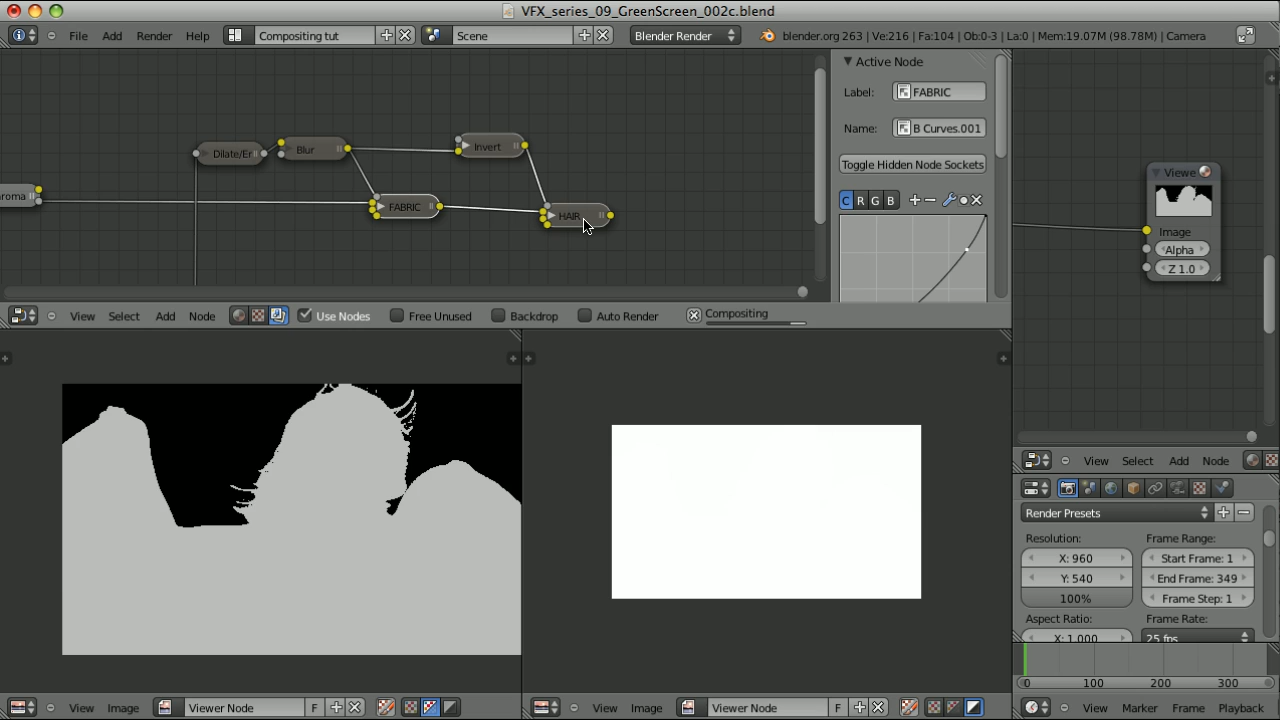 VFX_series_09_GreenScreen_002c.blend
File Add Render Help Compositing tut Scene Blender Render blender.org 263 | Ve:216 | Fa:104 | Ob:0-3 | La:0 | Mem:19.07M (98.78M) | Camera
Active Node
Label: FABRIC
Name: B Curves.001
Toggle Hidden Node Sockets
C R G B
Dilate/Er
Blur
Invert
roma
FABRIC
HAIR
Viewe
Image
Alpha
Z 1.0
View Select Add Node Use Nodes Free Unused Backdrop Auto Render Compositing
View Select Add Node
Render Presets
Resolution: Frame Range:
X: 960 Start Frame: 1
Y: 540 End Frame: 349
100% Frame Step: 1
Aspect Ratio: Frame Rate:
X: 1.000 25 fps
0 100 200 300
View Image Viewer Node F
View Image Viewer Node F
View Marker Frame Playback